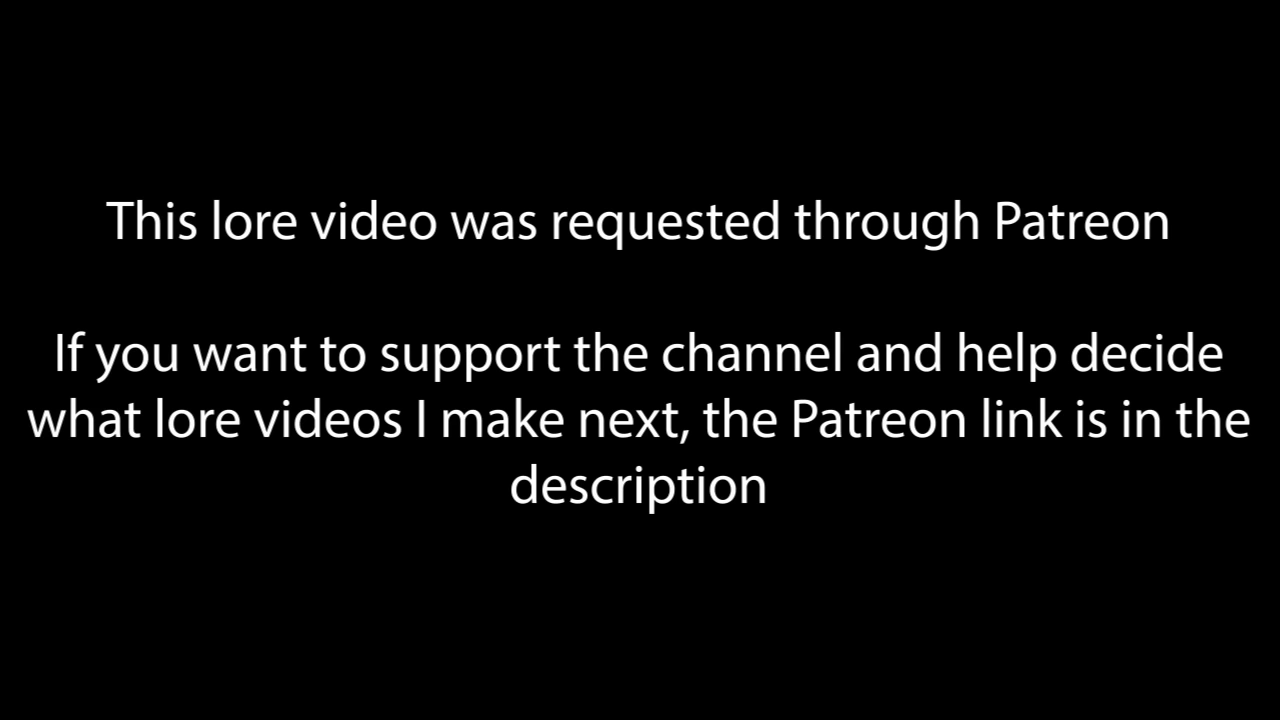 This lore video was requested through Patreon
If you want to support the channel and help decide
what lore videos I make next, the Patreon link is in the
description